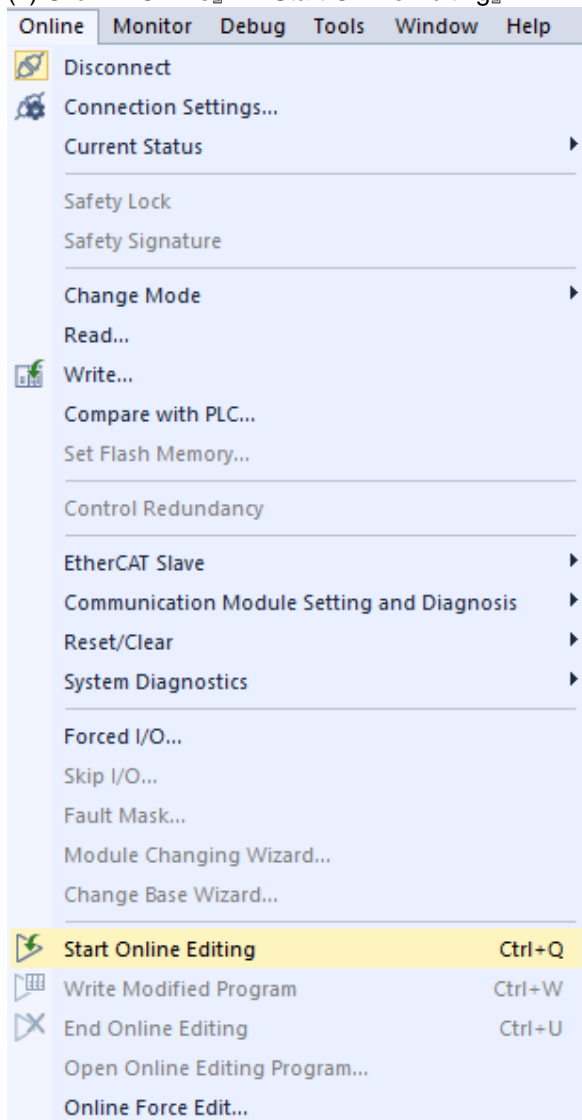 Online Monitor Debug Tools Window Help
Disconnect
Connection Settings...
Current Status
Safety Lock
Safety Signature
Change Mode
Read...
Write...
Compare with PLC...
Set Flash Memory...
Control Redundancy
EtherCAT Slave
Communication Module Setting and Diagnosis
Reset/Clear
System Diagnostics
Forced I/O...
Skip I/O...
Fault Mask...
Module Changing Wizard...
Change Base Wizard...
Start Online Editing Ctrl+Q
Write Modified Program Ctrl+W
End Online Editing Ctrl+U
Open Online Editing Program...
Online Force Edit...